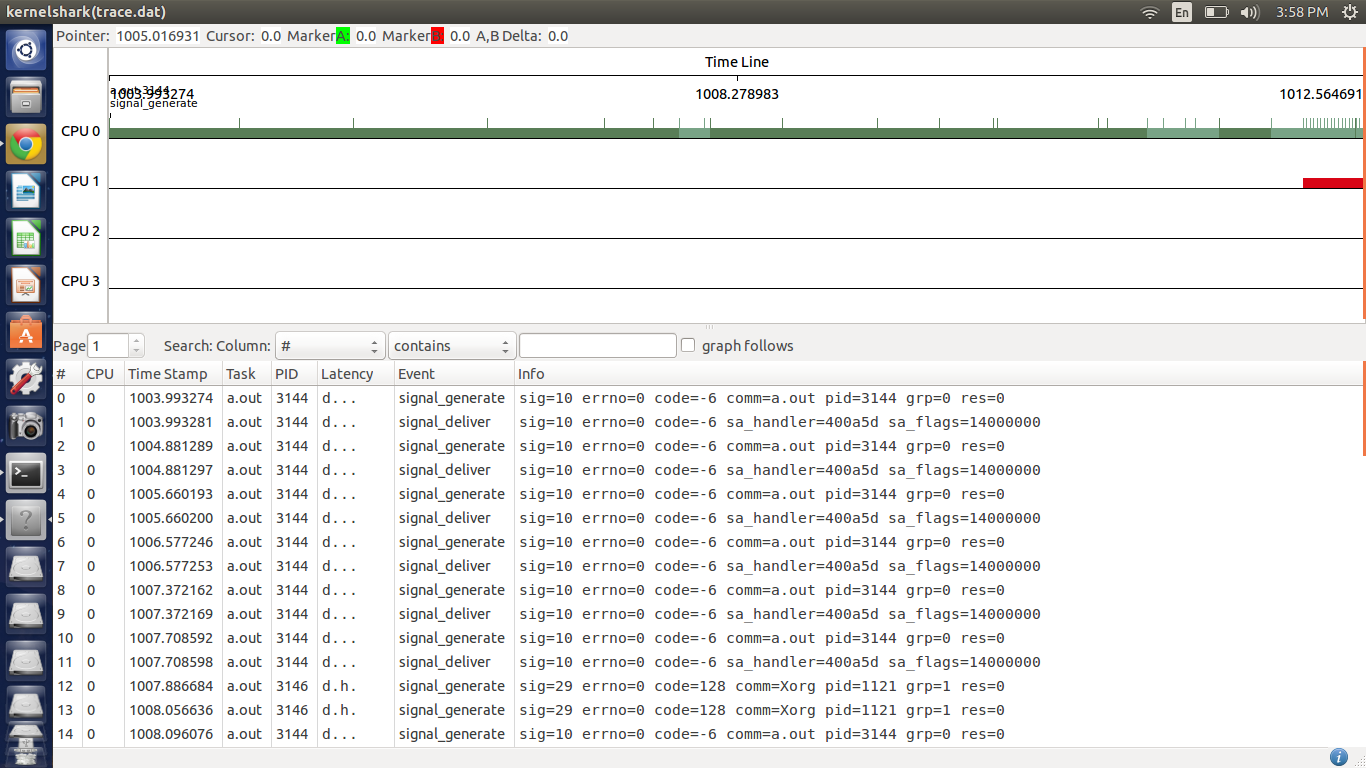 kernelshark(trace.dat)
En
3:58 PM
Pointer: 1005.016931 Cursor: 0.0 Marker A: 0.0 Marker B: 0.0 A,B Delta: 0.0
Time Line
a.out-3144
1003.993274 1008.278983 1012.564691
signal_generate
CPU 0
CPU 1
CPU 2
CPU 3
Page 1 Search: Column: # contains graph follows
# CPU Time Stamp Task PID Latency Event Info
0 0 1003.993274 a.out 3144 d... signal_generate sig=10 errno=0 code=-6 comm=a.out pid=3144 grp=0 res=0
1 0 1003.993281 a.out 3144 d... signal_deliver sig=10 errno=0 code=-6 sa_handler=400a5d sa_flags=14000000
2 0 1004.881289 a.out 3144 d... signal_generate sig=10 errno=0 code=-6 comm=a.out pid=3144 grp=0 res=0
3 0 1004.881297 a.out 3144 d... signal_deliver sig=10 errno=0 code=-6 sa_handler=400a5d sa_flags=14000000
4 0 1005.660193 a.out 3144 d... signal_generate sig=10 errno=0 code=-6 comm=a.out pid=3144 grp=0 res=0
5 0 1005.660200 a.out 3144 d... signal_deliver sig=10 errno=0 code=-6 sa_handler=400a5d sa_flags=14000000
6 0 1006.577246 a.out 3144 d... signal_generate sig=10 errno=0 code=-6 comm=a.out pid=3144 grp=0 res=0
7 0 1006.577253 a.out 3144 d... signal_deliver sig=10 errno=0 code=-6 sa_handler=400a5d sa_flags=14000000
8 0 1007.372162 a.out 3144 d... signal_generate sig=10 errno=0 code=-6 comm=a.out pid=3144 grp=0 res=0
9 0 1007.372169 a.out 3144 d... signal_deliver sig=10 errno=0 code=-6 sa_handler=400a5d sa_flags=14000000
10 0 1007.708592 a.out 3144 d... signal_generate sig=10 errno=0 code=-6 comm=a.out pid=3144 grp=0 res=0
11 0 1007.708598 a.out 3144 d... signal_deliver sig=10 errno=0 code=-6 sa_handler=400a5d sa_flags=14000000
12 0 1007.886684 a.out 3146 d.h. signal_generate sig=29 errno=0 code=128 comm=Xorg pid=1121 grp=1 res=0
13 0 1008.056636 a.out 3146 d.h. signal_generate sig=29 errno=0 code=128 comm=Xorg pid=1121 grp=1 res=0
14 0 1008.096076 a.out 3144 d... signal_generate sig=10 errno=0 code=-6 comm=a.out pid=3144 grp=0 res=0